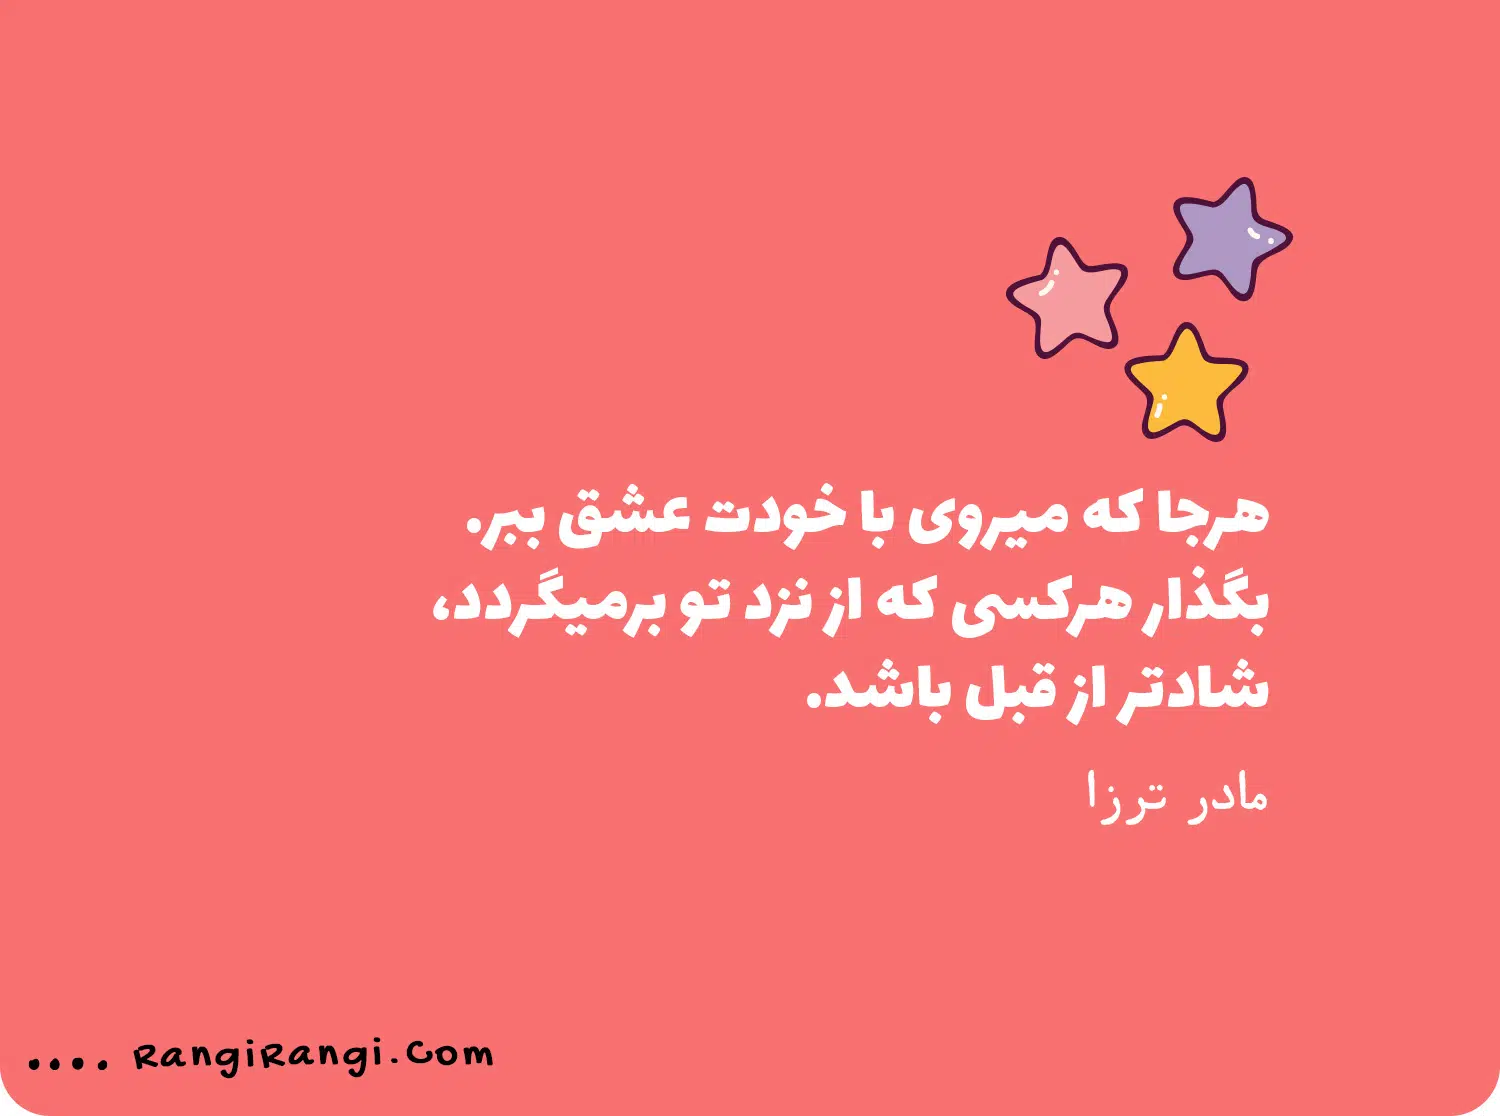 هرجا که میروی با خودت عشق ببر.
بگذار هرکسی که از نزد تو برمیگردد،
شادتر از قبل باشد.
مادر ترزا
.... RangiRangi.Com